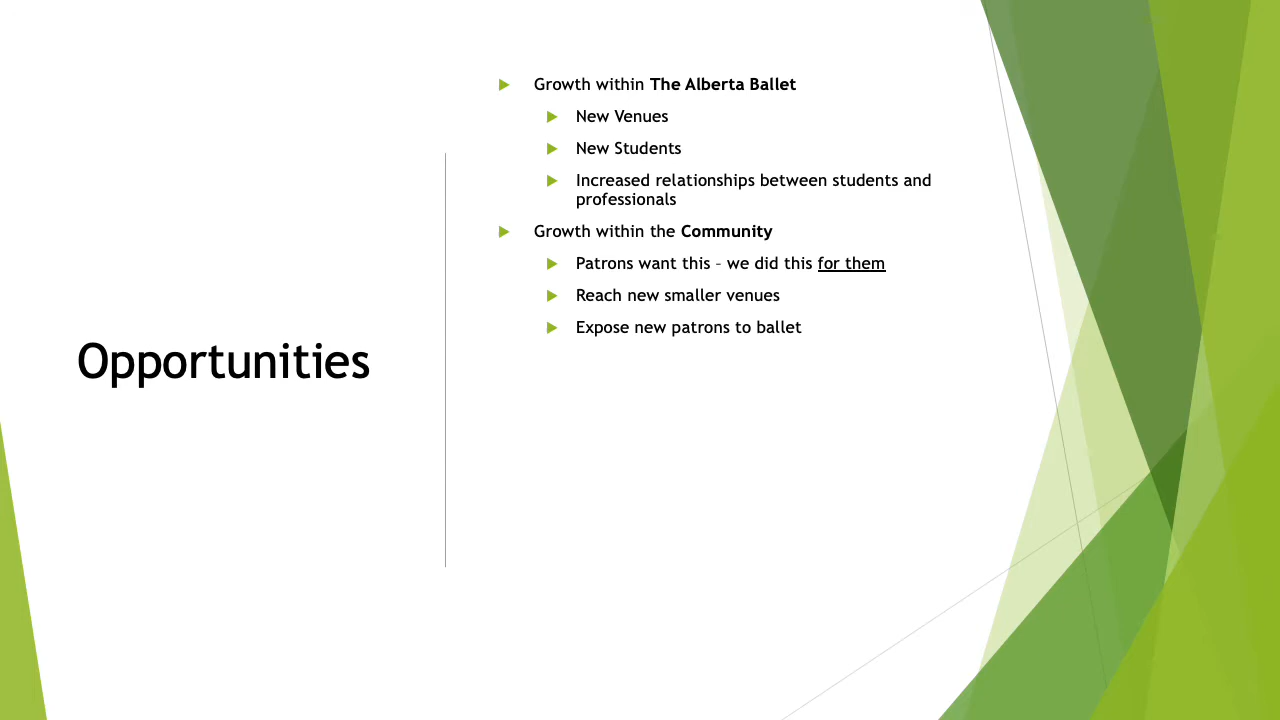 Opportunities
Growth within The Alberta Ballet
New Venues
New Students
Increased relationships between students and
professionals
Growth within the Community
Patrons want this – we did this for them
Reach new smaller venues
Expose new patrons to ballet